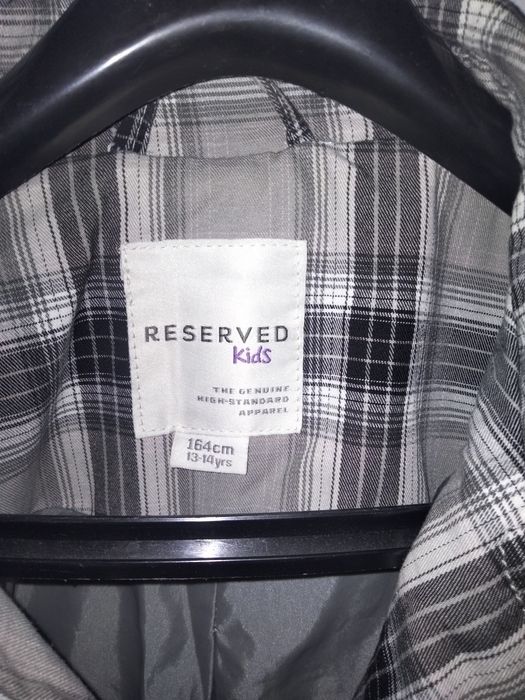 RESERVED
Kids
THE GENUINE
HIGH-STANDARD
APPAREL
164cm
13-14yrs